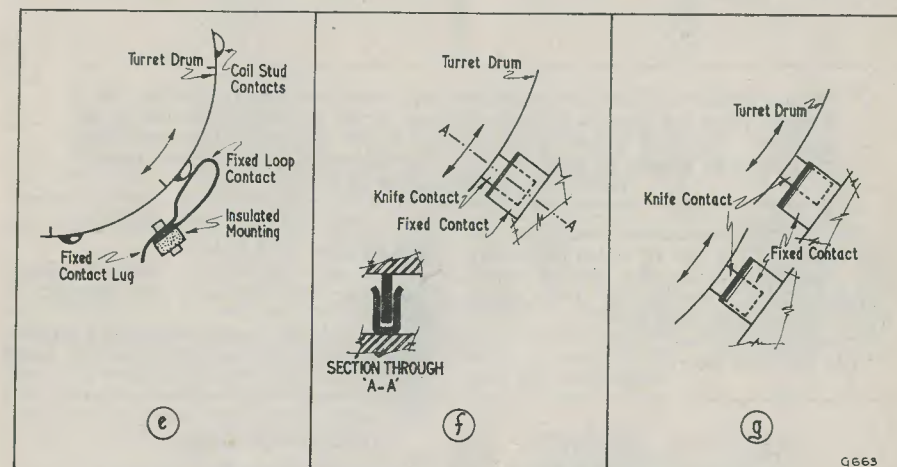 Turret Drum
Coil Stud
Contacts
Fixed Loop
Contact
Insulated
Mounting
Fixed
Contact Lug
e
Turret Drum
A
Knife Contact
Fixed Contact
A
SECTION THROUGH
'A-A'
f
Turret Drum
Knife Contact
Fixed Contact
g
G663